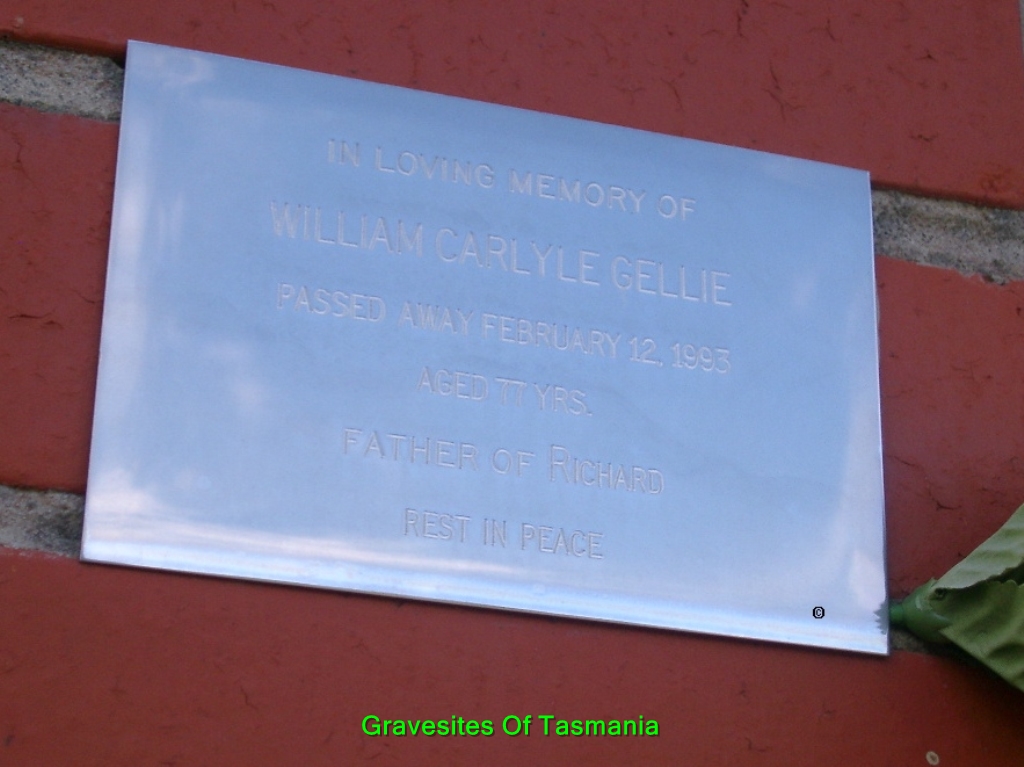 IN LOVING MEMORY OF
WILLIAM CARLYLE GELLIE
PASSED AWAY FEBRUARY 12, 1993
AGED 77 YRS.
FATHER OF RICHARD
REST IN PEACE
©
Gravesites Of Tasmania